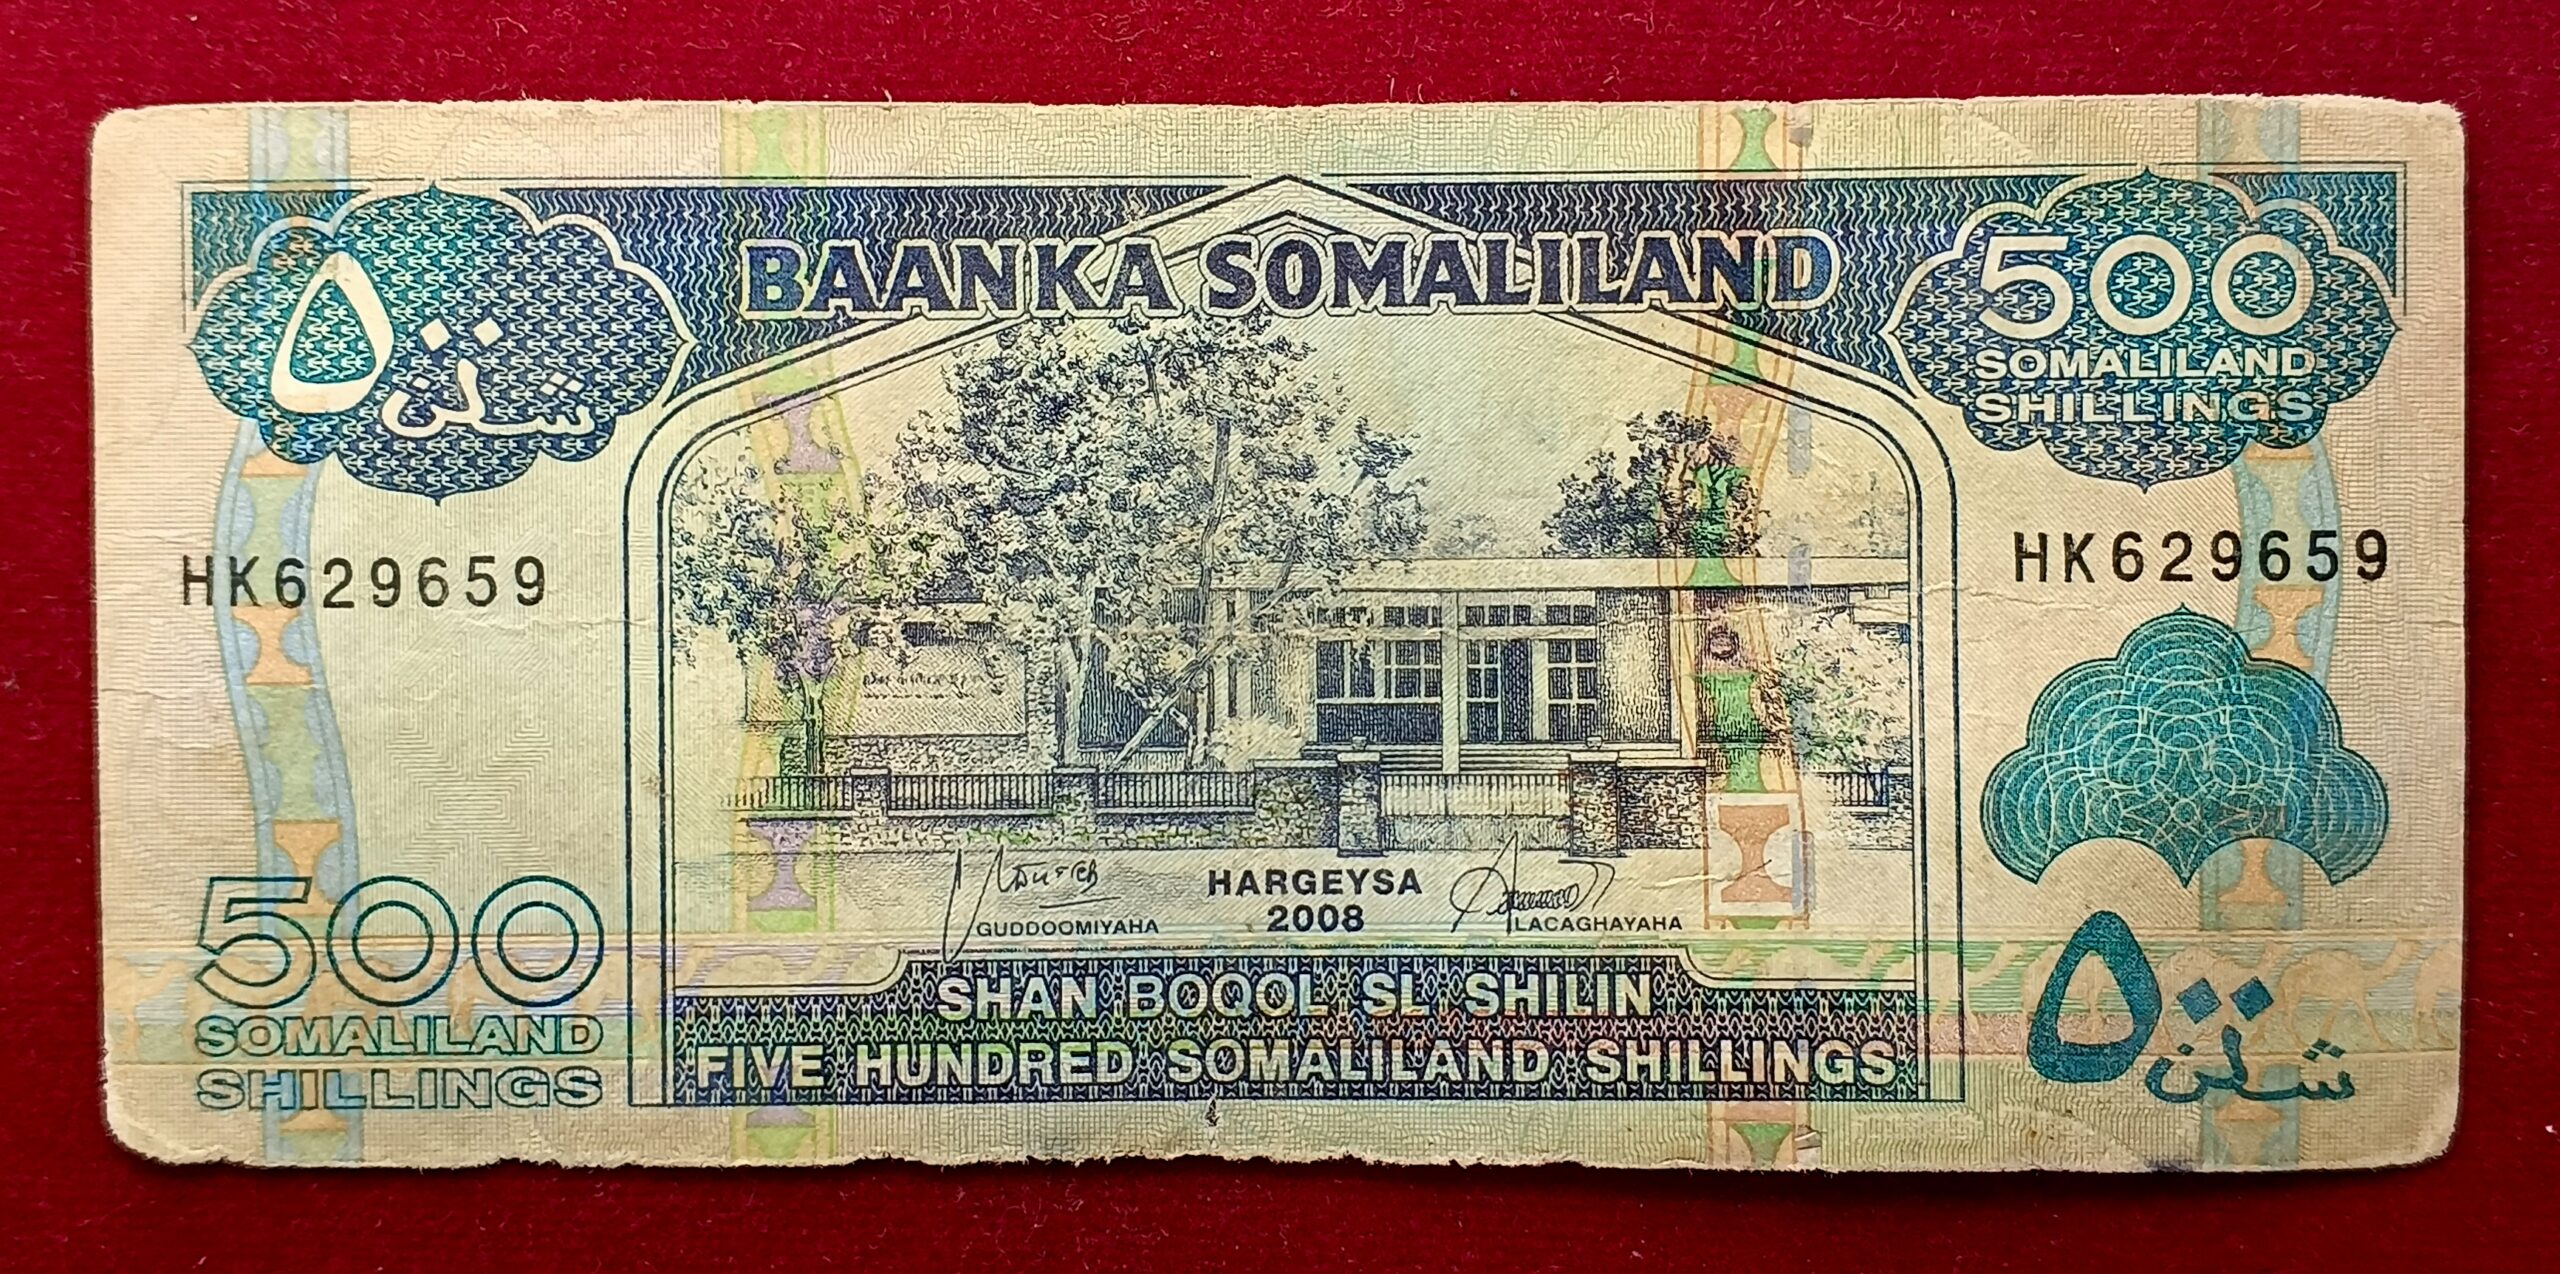 BAANKA SOMALILAND
٥٠٠
شلن
500
SOMALILAND
SHILLINGS
HK629659
HK629659
HARGEYSA
2008
GUDDOOMIYAHA
LACAGHAYAHA
500
SOMALILAND
SHILLINGS
SHAN BOQOL SL SHILIN
FIVE HUNDRED SOMALILAND SHILLINGS
٥٠٠
شلن